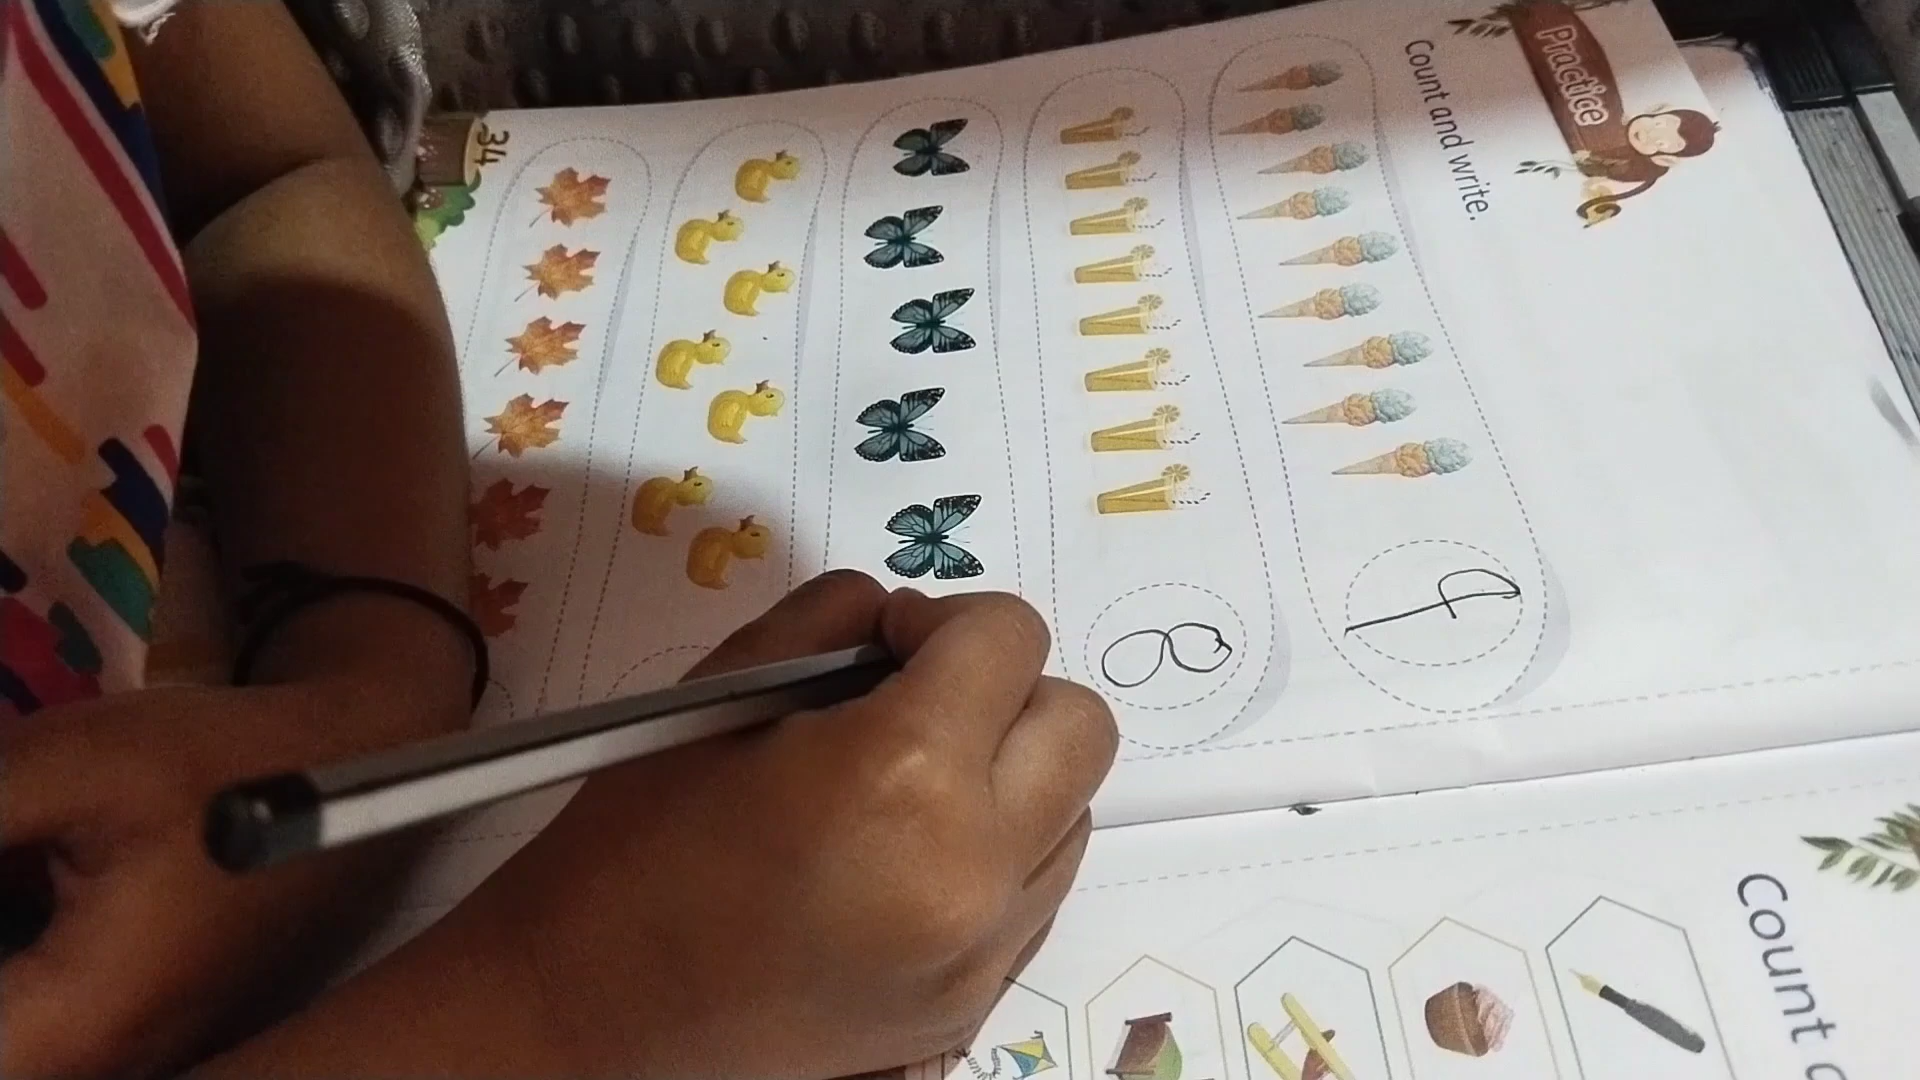 Practice
Count and write.
9
8
34
Count